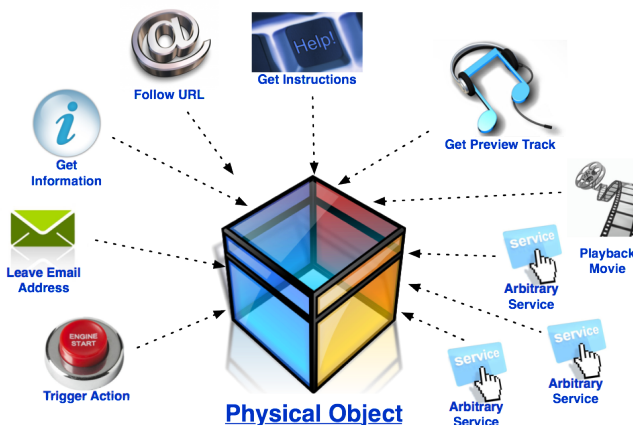 Help!
Get Instructions
Follow URL
Get Preview Track
Get
Information
Playback
Movie
service
Arbitrary
Service
Leave Email
Address
ENGINE
START
Trigger Action
service
Arbitrary
Service
service
Arbitrary
Service
Physical Object